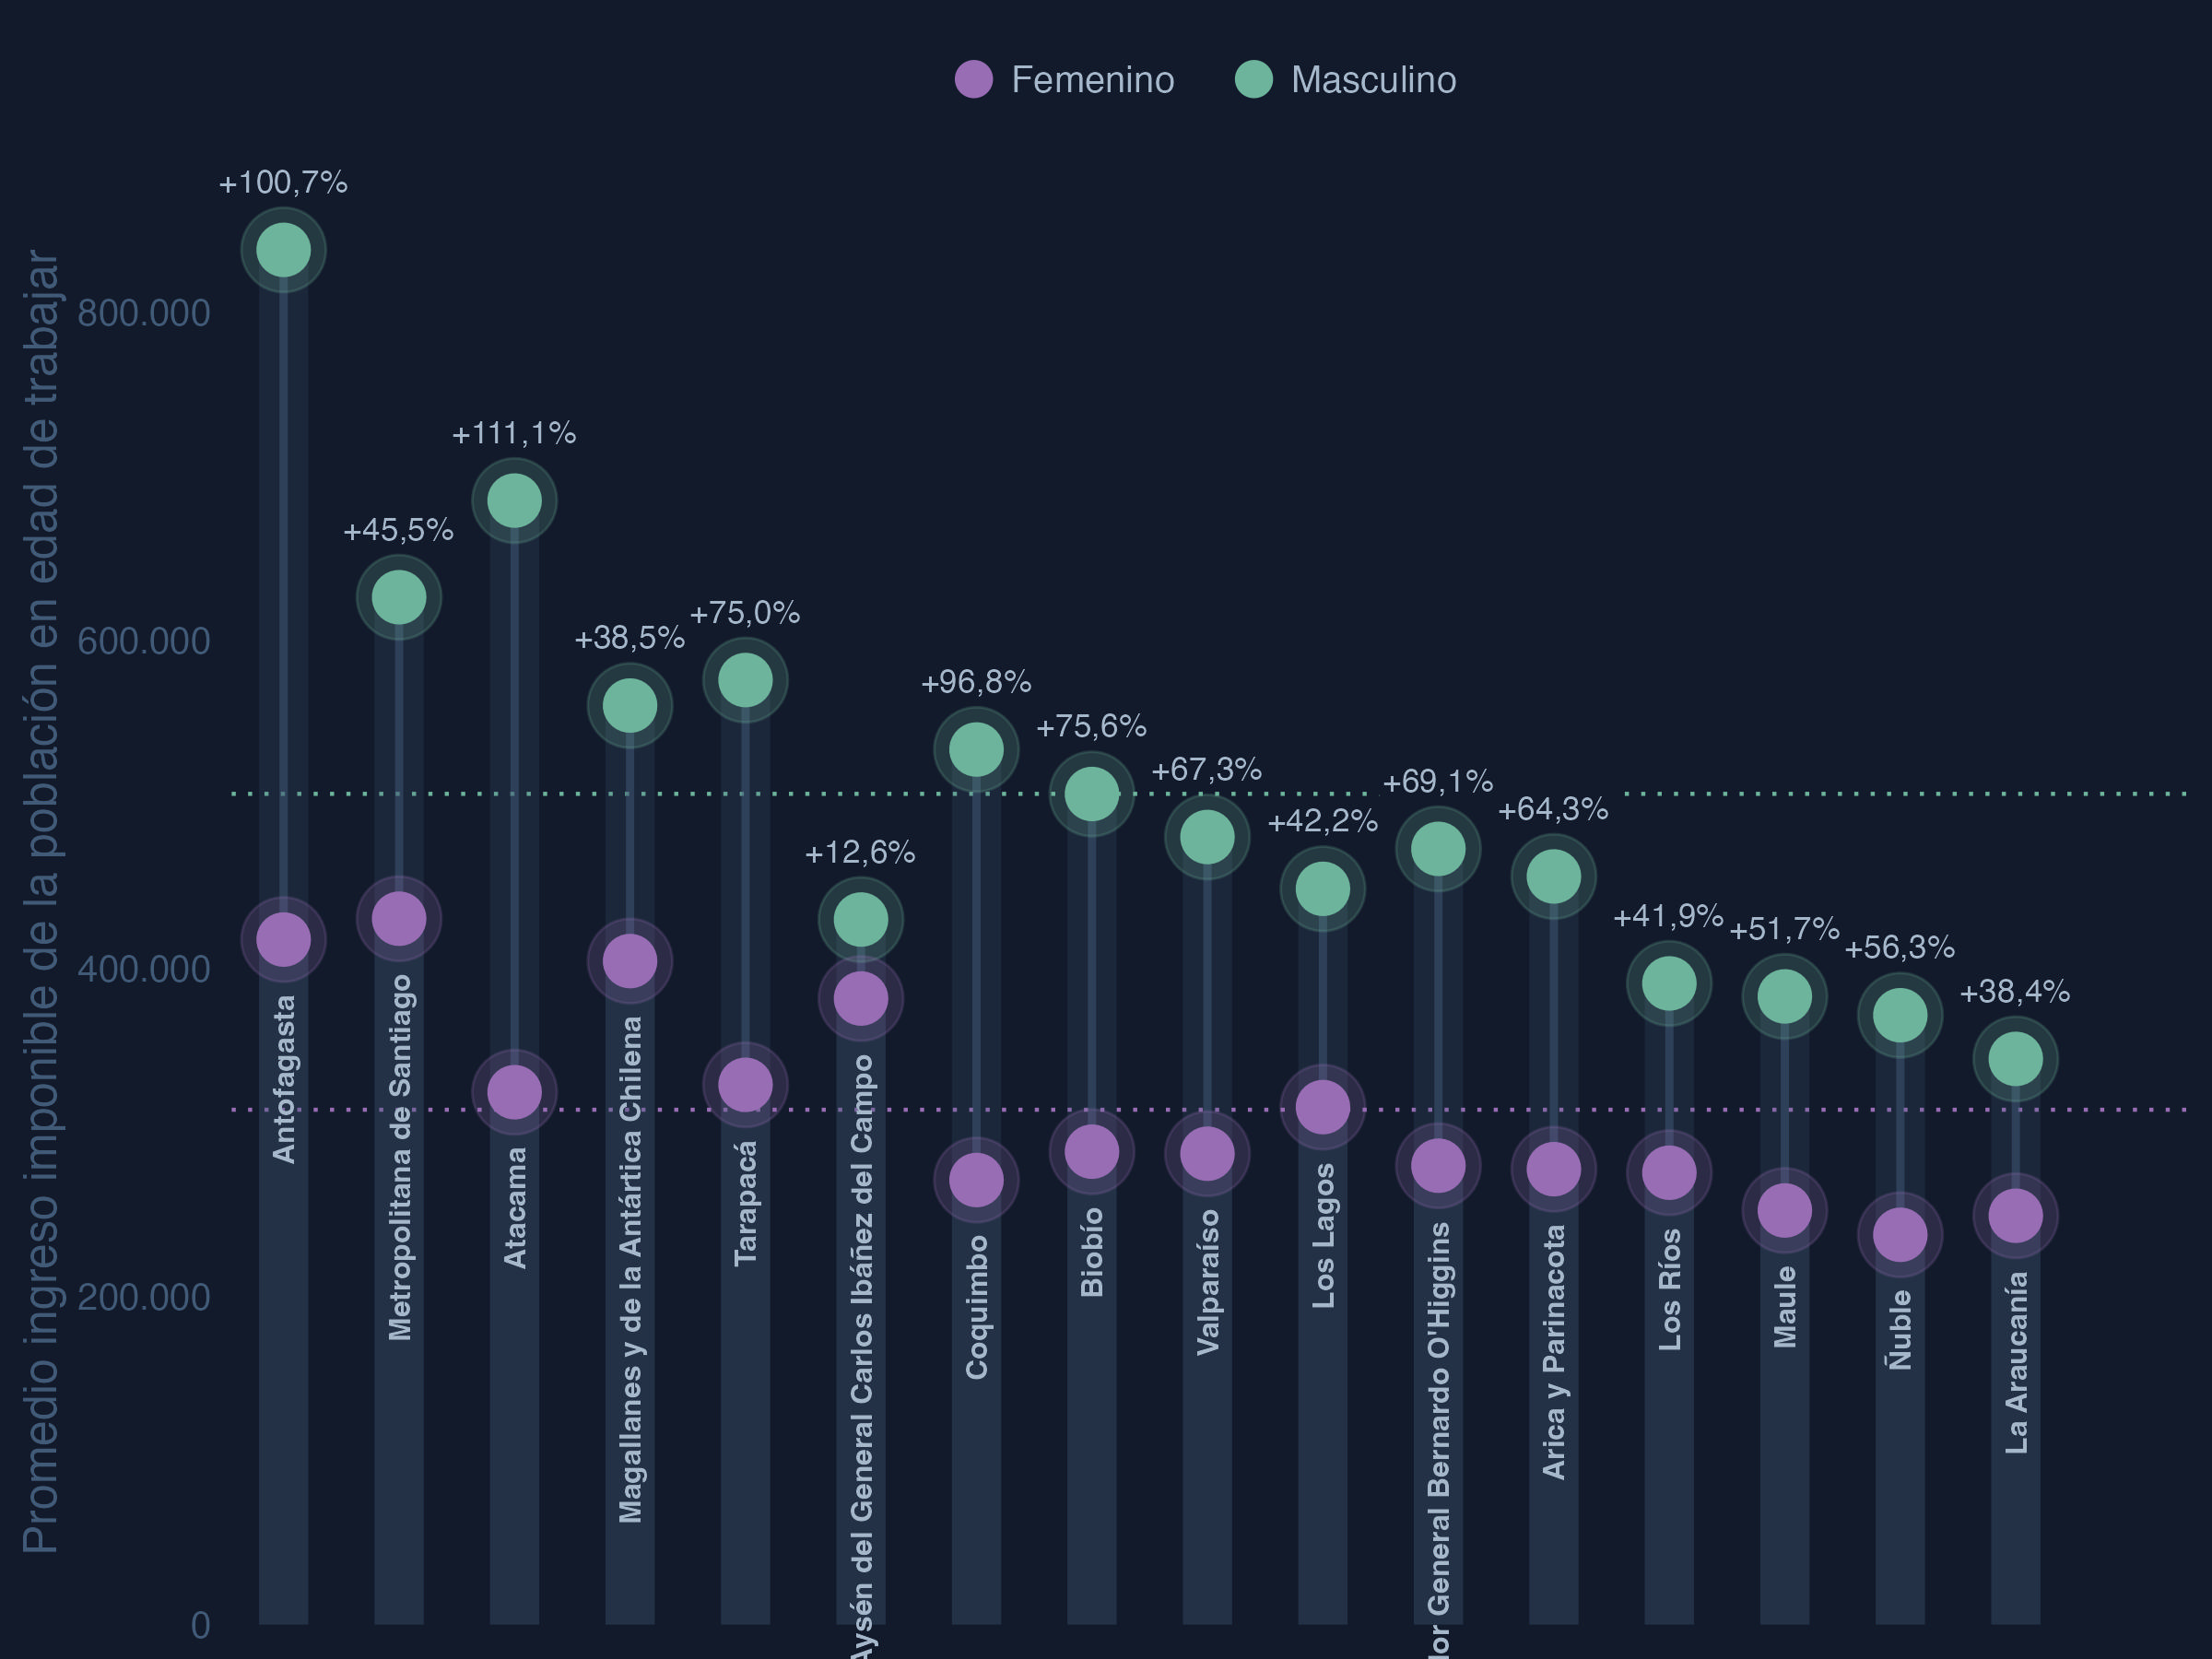 Femenino
Masculino
Promedio ingreso imponible de la población en edad de trabajar
800.000
600.000
400.000
200.000
0
+100,7%
+45,5%
+111,1%
+38,5%
+75,0%
+12,6%
+96,8%
+75,6%
+67,3%
+42,2%
+69,1%
+64,3%
+41,9%
+51,7%
+56,3%
+38,4%
Antofagasta
Metropolitana de Santiago
Atacama
Magallanes y de la Antártica Chilena
Tarapacá
Aysén del General Carlos Ibáñez del Campo
Coquimbo
Biobío
Valparaíso
Los Lagos
General Bernardo O'Higgins
Arica y Parinacota
Los Ríos
Maule
Ñuble
La Araucanía